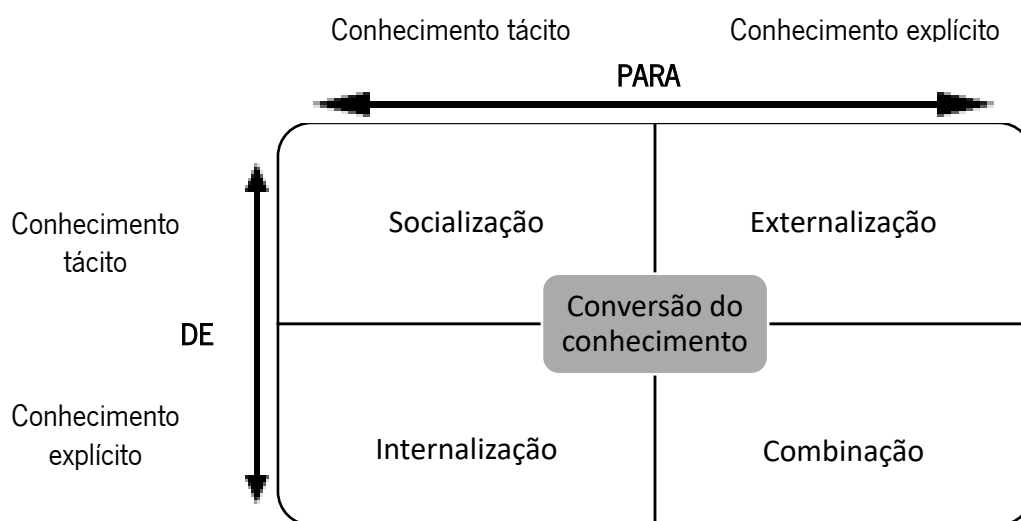 Conhecimento tácito
Conhecimento explícito
PARA
Conhecimento
tácito
Socialização
Externalização
DE
Conversão do
conhecimento
Conhecimento
explícito
Internalização
Combinação